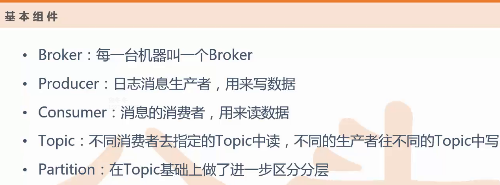 基本组件
• Broker：每一台机器叫一个Broker
• Producer：日志消息生产者，用来写数据
• Consumer：消息的消费者，用来读数据
• Topic：不同消费者去指定的Topic中读，不同的生产者往不同的Topic中写
• Partition：在Topic基础上做了进一步区分分层